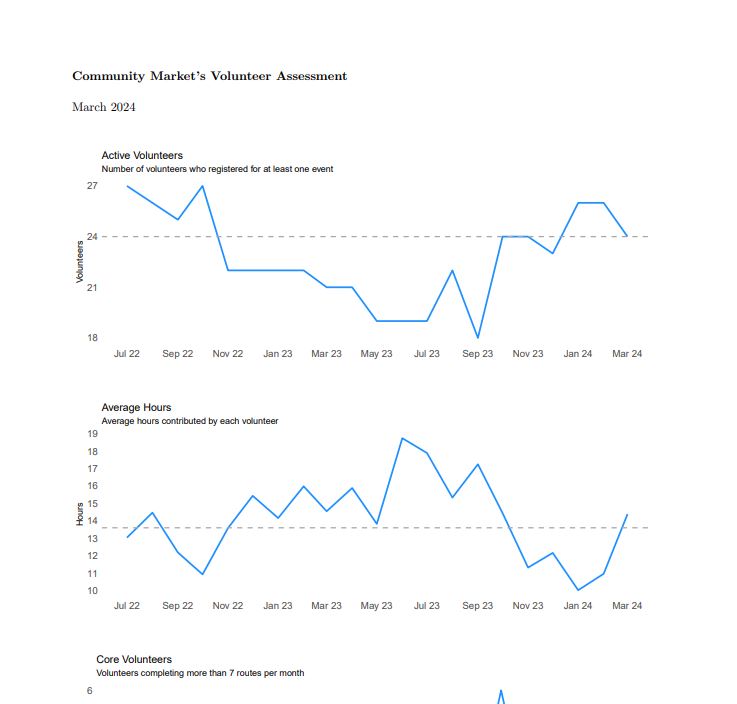 Community Market's Volunteer Assessment
March 2024
Active Volunteers
Number of volunteers who registered for at least one event
27
24
21
18
Volunteers
Jul 22 Sep 22 Nov 22 Jan 23 Mar 23 May 23 Jul 23 Sep 23 Nov 23 Jan 24 Mar 24
Average Hours
Average hours contributed by each volunteer
19
18
17
16
15
14
13
12
11
10
Hours
Jul 22 Sep 22 Nov 22 Jan 23 Mar 23 May 23 Jul 23 Sep 23 Nov 23 Jan 24 Mar 24
Core Volunteers
Volunteers completing more than 7 routes per month
6